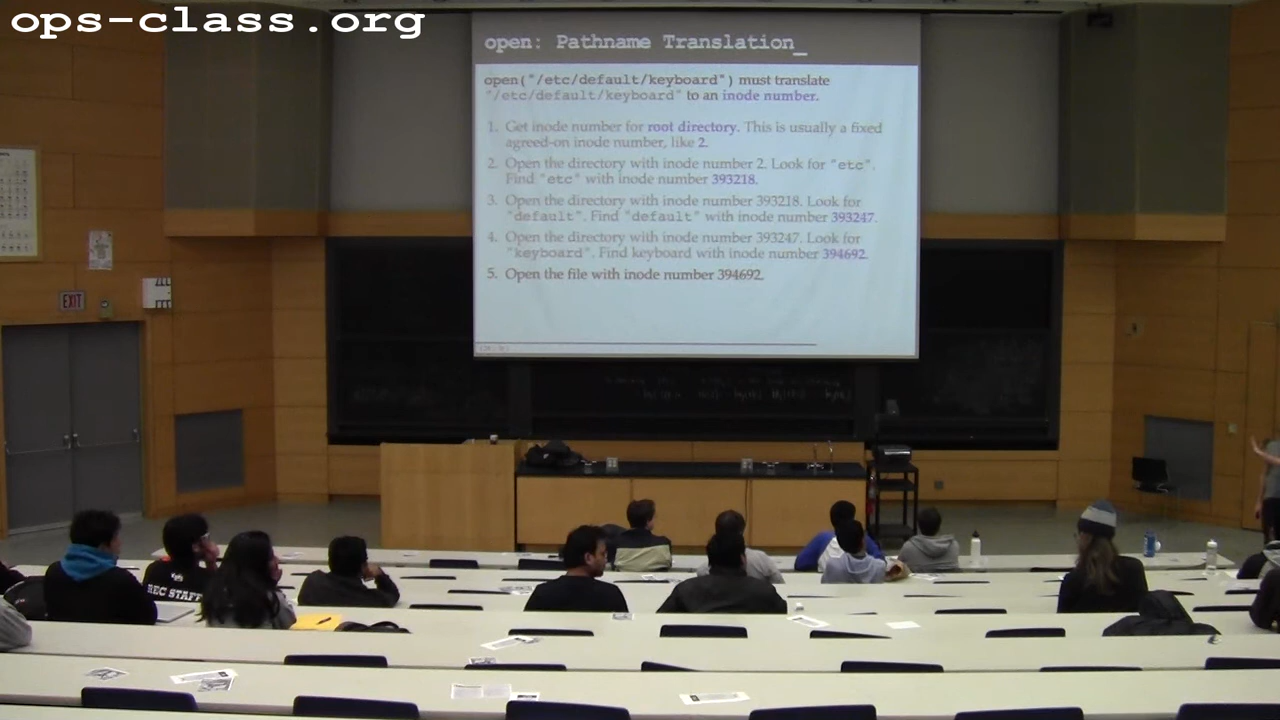 ops-class.org
open: Pathname Translation_
open("/etc/default/keyboard") must translate
"/etc/default/keyboard" to an inode number.
1. Get inode number for root directory. This is usually a fixed
agreed-on inode number, like 2.
2. Open the directory with inode number 2. Look for "etc".
Find "etc" with inode number 393218.
3. Open the directory with inode number 393218. Look for
"default". Find "default" with inode number 393247.
4. Open the directory with inode number 393247. Look for
"keyboard". Find keyboard with inode number 394692.
5. Open the file with inode number 394692.
EXIT
REC STAFF